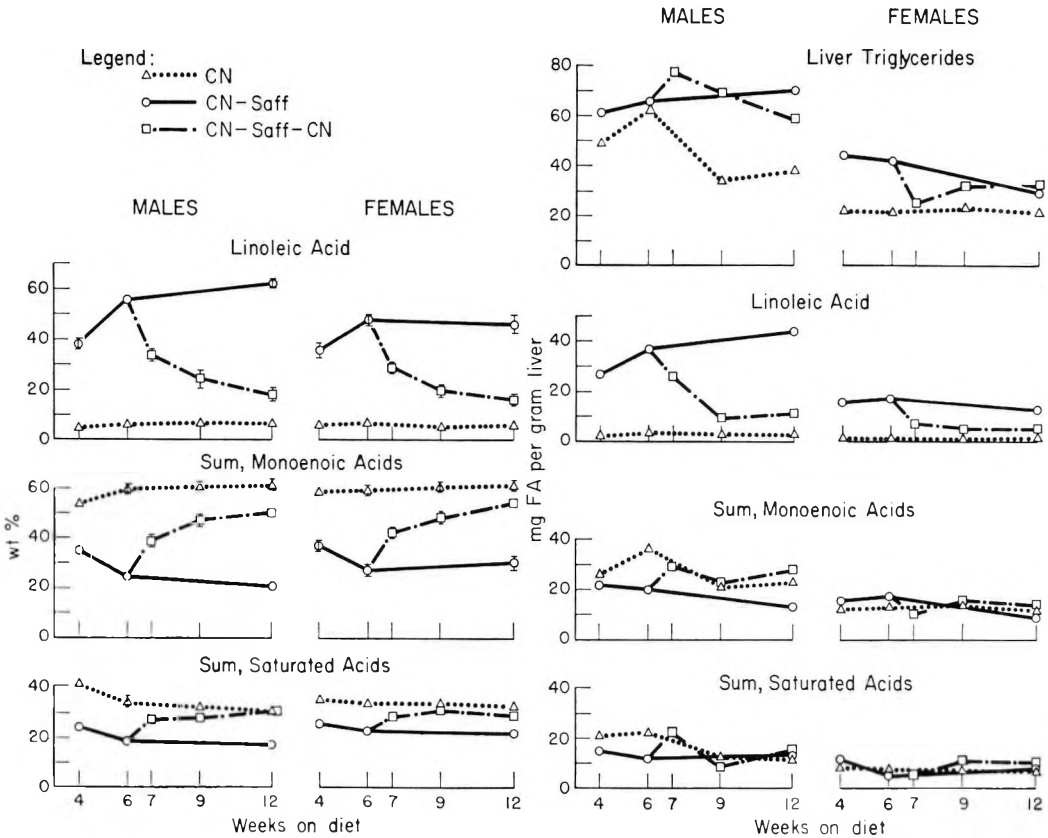 Legend:
CN
CN-Saff
CN-Saff-CN
MALES FEMALES
Linoleic Acid
60
40
20
0
Sum, Monoenoic Acids
60
40
20
0
wt %
Sum, Saturated Acids
40
20
0
4 6 7 9 12 4 6 7 9 12
Weeks on diet
MALES FEMALES
Liver Triglycerides
80
60
40
20
0
Linoleic Acid
40
20
0
mg FA per gram liver
Sum, Monoenoic Acids
40
20
0
Sum, Saturated Acids
40
20
0
4 6 7 9 12 4 6 7 9 12
Weeks on diet